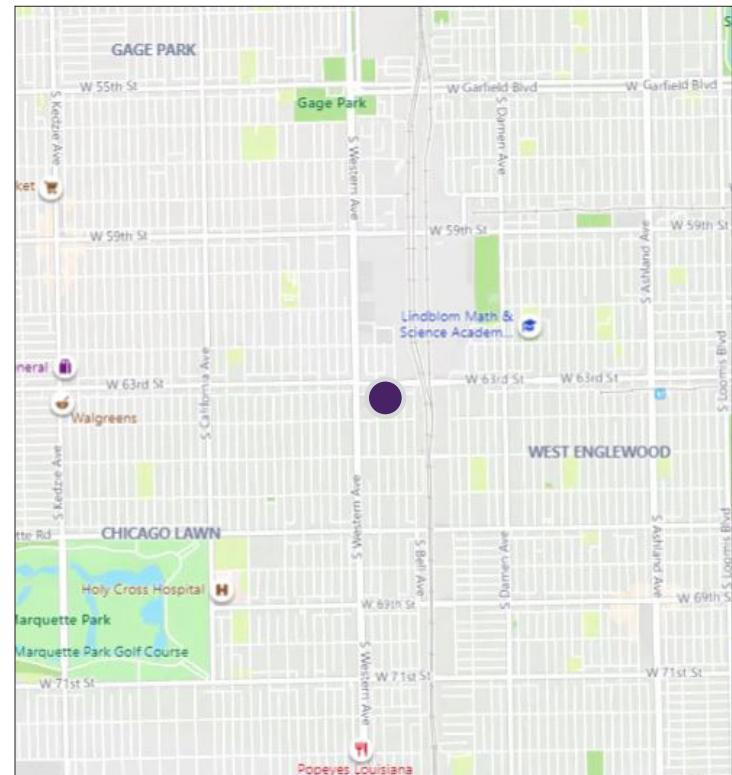 S
GAGE PARK
W 55th St
W Garfield Blvd
W Garfield Blvd
Gage Park
S Kedzie Ave
S Western Ave
S Damen Ave
ket
W 59th St
W 59th St
W 59th St
S Ashland Ave
Lindblom Math &
Science Academ...
neral
S California Ave
W 63rd St
W 63rd St
W 63rd St
S Loomis Blvd
Walgreens
WEST ENGLEWOOD
S Kedzie Ave
S Western Ave
tte Rd
CHICAGO LAWN
S Bell Ave
S Damen Ave
S Ashland Ave
S Loomis Blvd
Holy Cross Hospital
H
W 69th St
W 69th S
Marquette Park
Marquette Park Golf Course
S Western Ave
W 71st St
W 71st St
W 71st St
Popeyes Louisiana